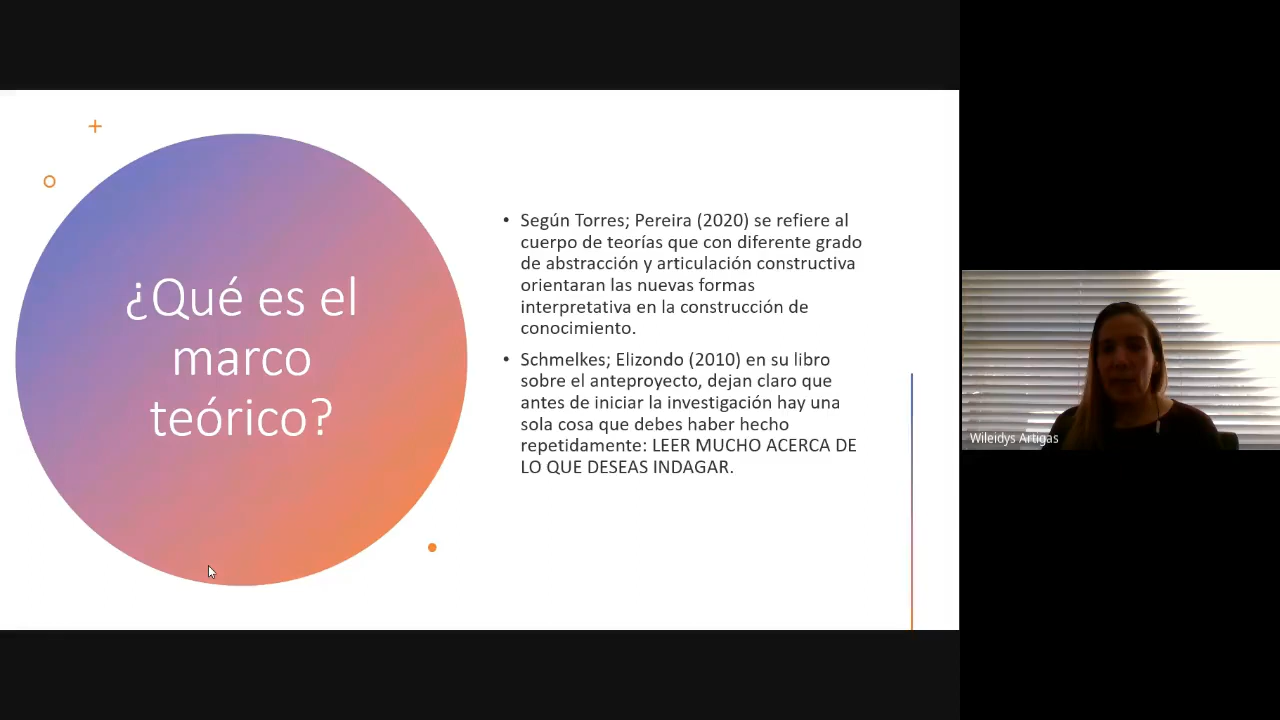 ¿Qué es el
marco
teórico?
• Según Torres; Pereira (2020) se refiere al
cuerpo de teorías que con diferente grado
de abstracción y articulación constructiva
orientaran las nuevas formas
interpretativa en la construcción de
conocimiento.
• Schmelkes; Elizondo (2010) en su libro
sobre el anteproyecto, dejan claro que
antes de iniciar la investigación hay una
sola cosa que debes haber hecho
repetidamente: LEER MUCHO ACERCA DE
LO QUE DESEAS INDAGAR.
Wileidys Artigas